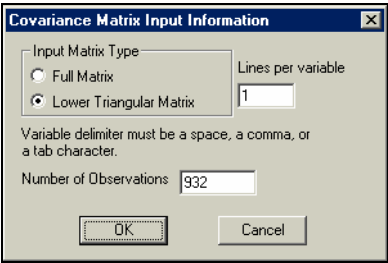 Covariance Matrix Input Information
Input Matrix Type
Full Matrix
Lower Triangular Matrix
Lines per variable
1
Variable delimiter must be a space, a comma, or
a tab character.
Number of Observations 932
OK Cancel